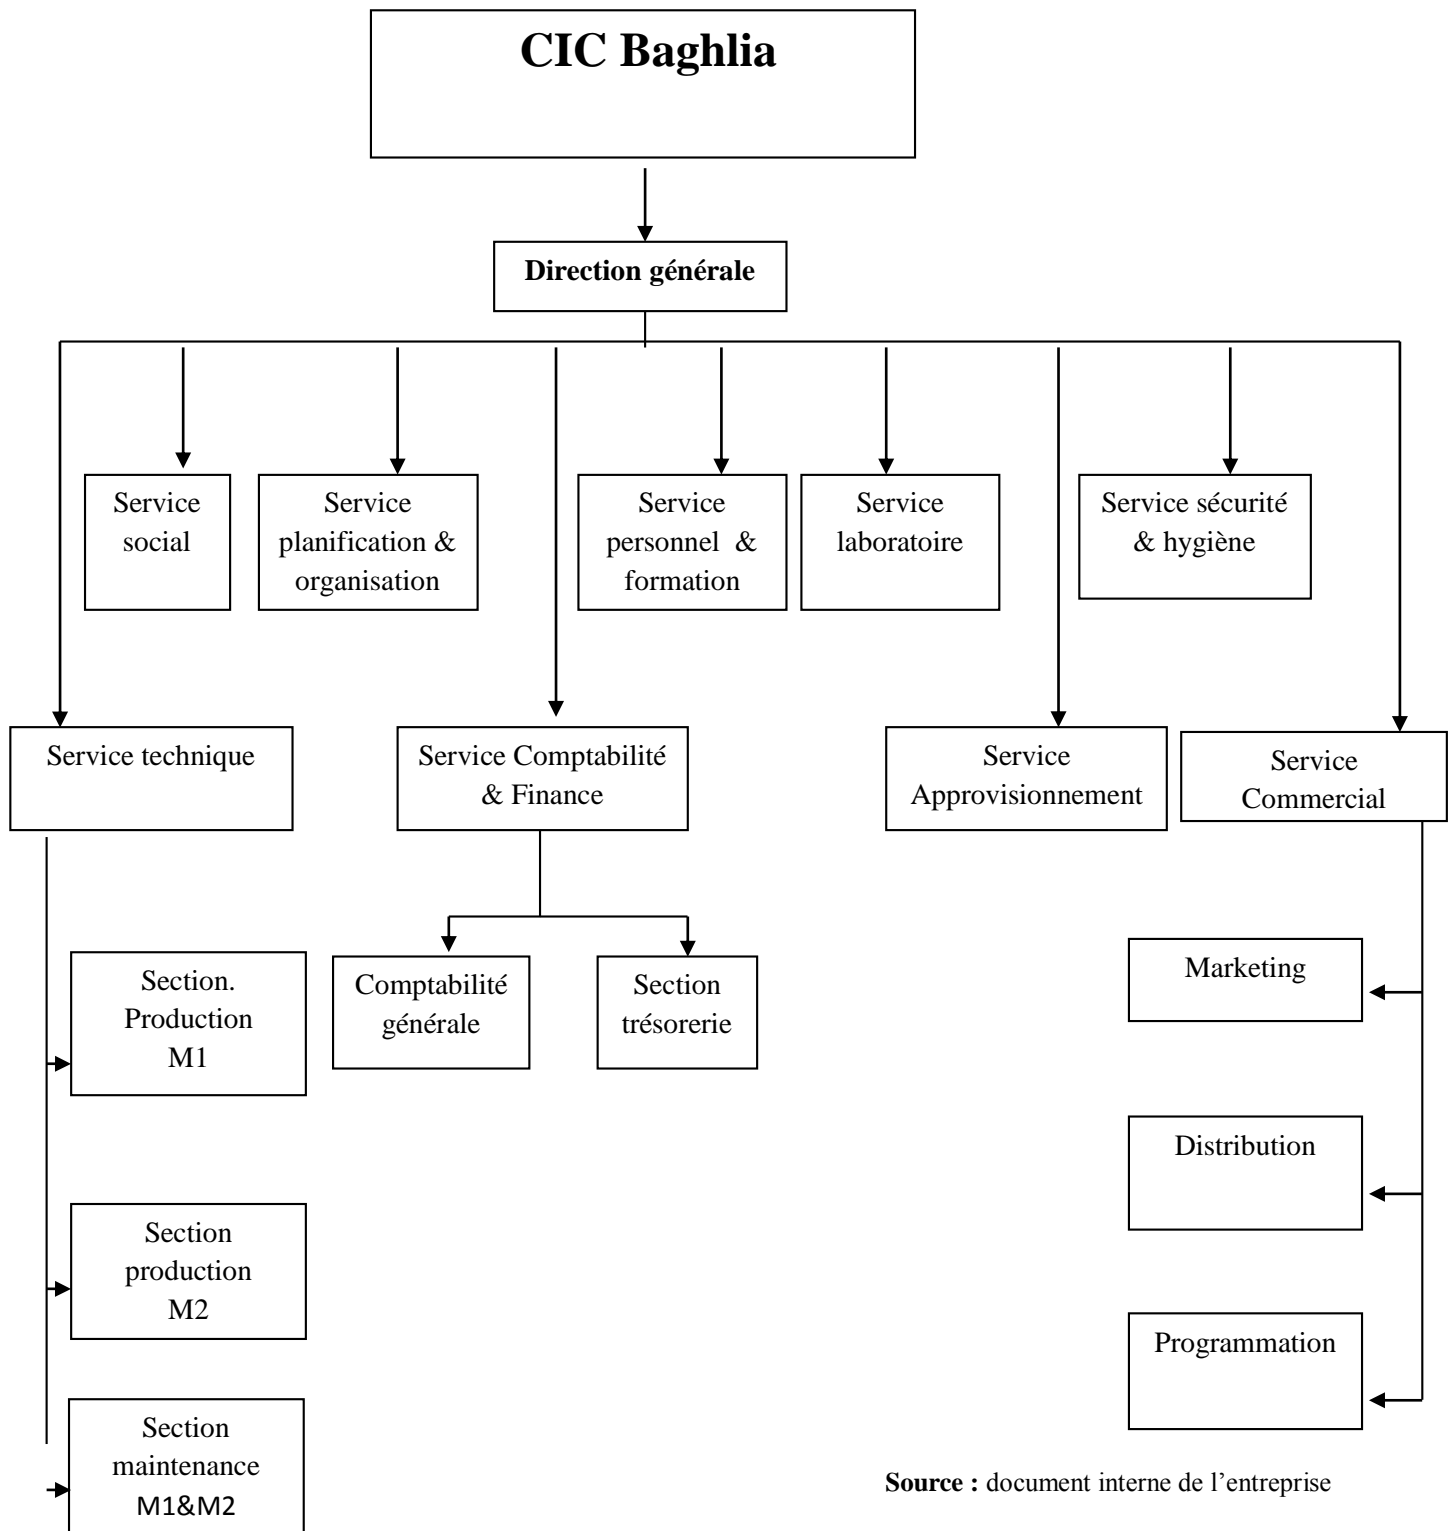 CIC Baghlia
Direction générale
Service
social
Service
planification &
organisation
Service
personnel &
formation
Service
laboratoire
Service sécurité
& hygiène
Service technique
Service Comptabilité
& Finance
Service
Approvisionnement
Service
Commercial
Section.
Production
M1
Comptabilité
générale
Section
trésorerie
Marketing
Distribution
Section
production
M2
Programmation
Section
maintenance
M1&M2
Source : document interne de l’entreprise